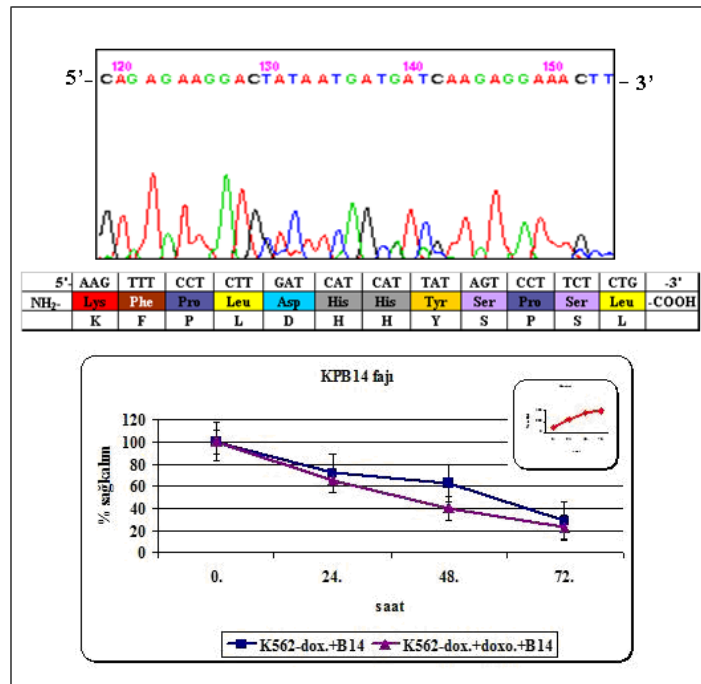 120 130 140 150
5’- CAGAGAAGGACTATAATGATGATCAAGAGGAAACTT - 3’
5'- AAG TTT CCT CTT GAT CAT CAT TAT AGT CCT TCT CTG -3'
NH2- Lys Phe Pro Leu Asp His His Tyr Ser Pro Ser Leu -COOH
K F P L D H H Y S P S L
KPB14 fajı
% sağkalım
120
100
80
60
40
20
0
0. 24. 48. 72.
saat
K562-dox.+B14 K562-dox.+doxo.+B14